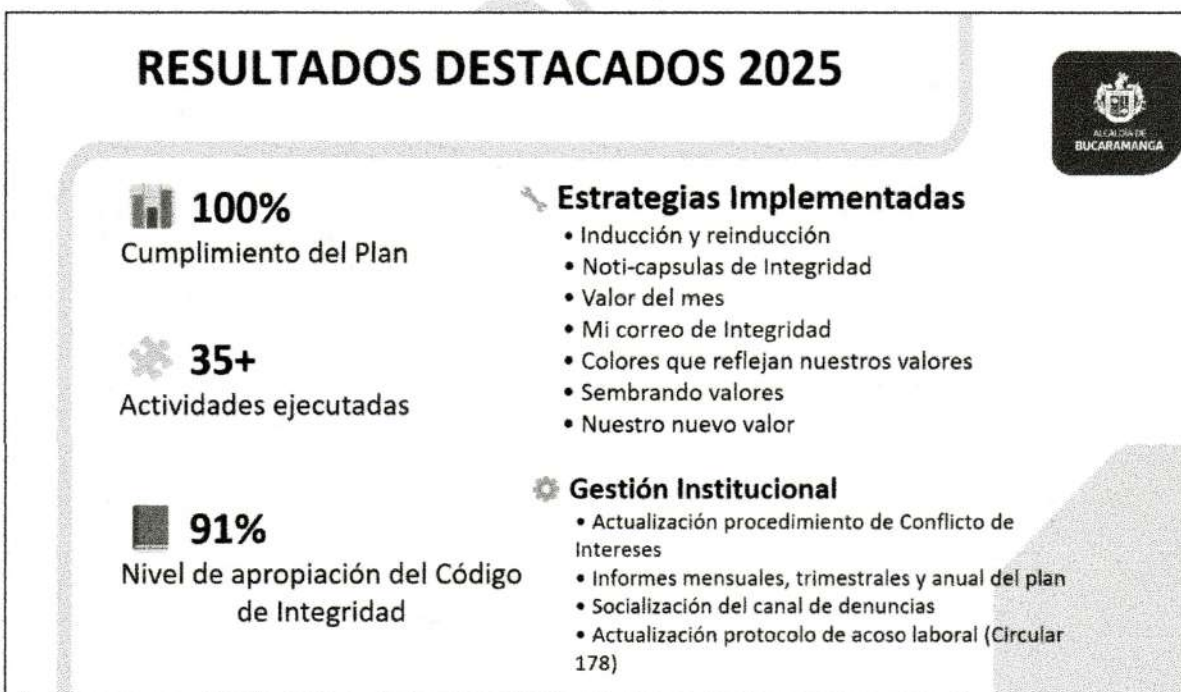 RESULTADOS DESTACADOS 2025
ALCALDÍA DE
BUCARAMANGA
100%
Cumplimiento del Plan
35+
Actividades ejecutadas
91%
Nivel de apropiación del Código
de Integridad
Estrategias Implementadas
• Inducción y reinducción
• Noti-capsulas de Integridad
• Valor del mes
• Mi correo de Integridad
• Colores que reflejan nuestros valores
• Sembrando valores
• Nuestro nuevo valor
Gestión Institucional
• Actualización procedimiento de Conflicto de
Intereses
• Informes mensuales, trimestrales y anual del plan
• Socialización del canal de denuncias
• Actualización protocolo de acoso laboral (Circular
178)